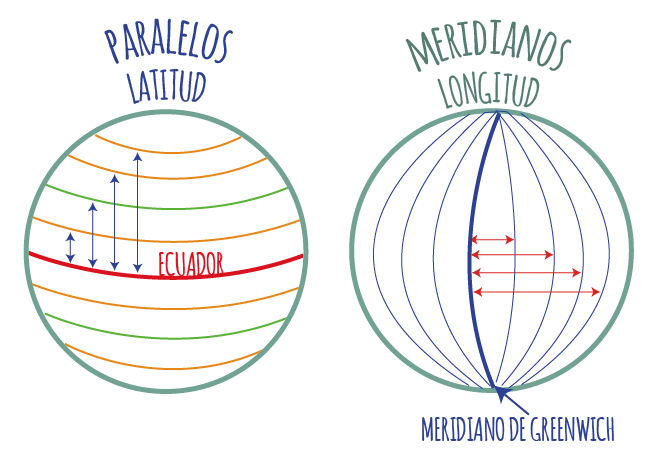 PARALELOS
LATITUD
ECUADOR
MERIDIANOS
LONGITUD
MERIDIANO DE GREENWICH